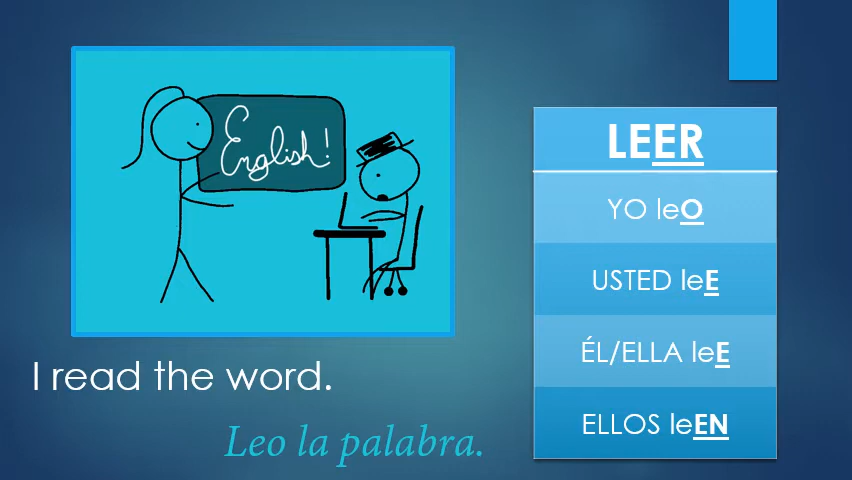 English!
I read the word.
Leo la palabra.
LEER
YO leO
USTED leE
ÉL/ELLA leE
ELLOS leEN